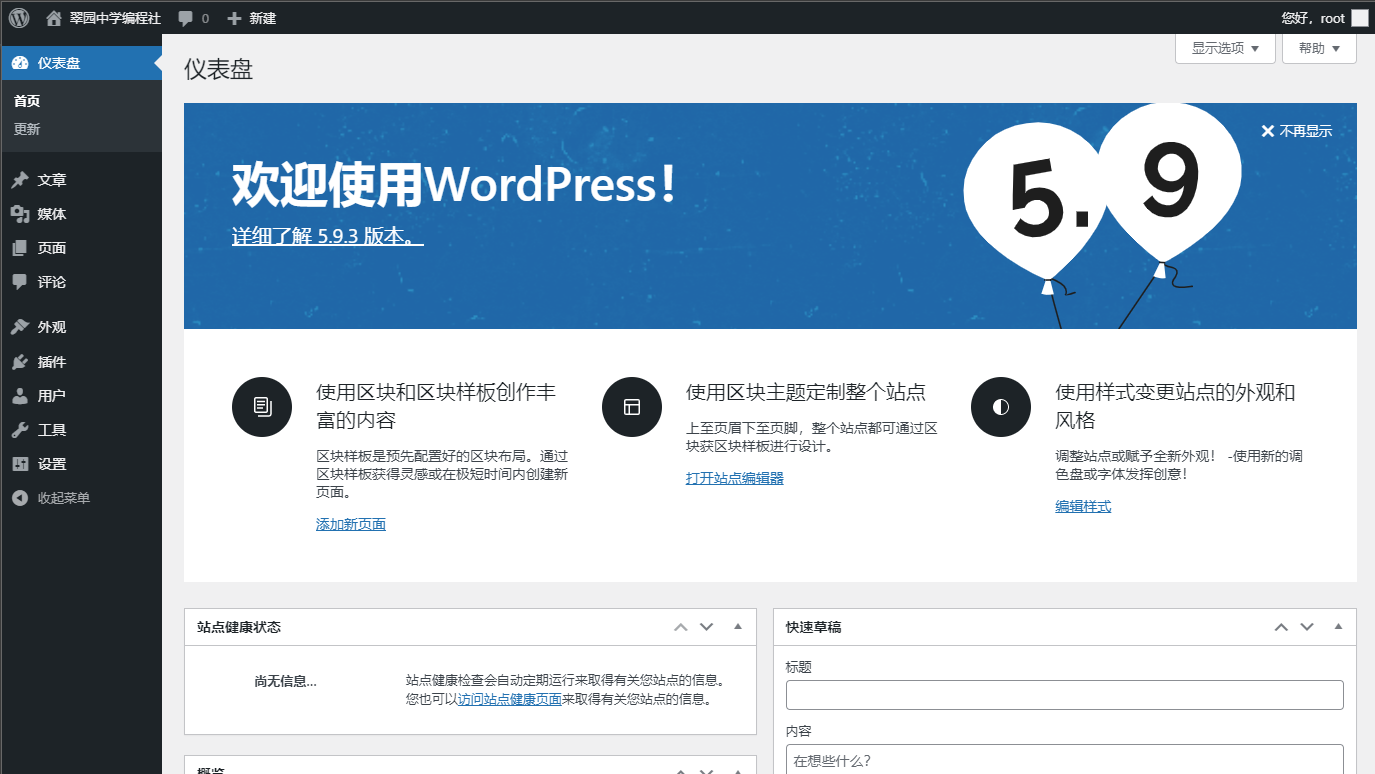 翠园中学编程社 0 新建 您好，root
仪表盘
首页
更新
文章
媒体
页面
评论
外观
插件
用户
工具
设置
收起菜单
显示选项 ▼ 帮助 ▼
仪表盘
不再显示
欢迎使用WordPress！
详细了解 5.9.3 版本。
5.9
使用区块和区块样板创作丰
富的内容
区块样板是预先配置好的区块布局。通过
区块样板获得灵感或在极短时间内创建新
页面。
添加新页面
使用区块主题定制整个站点
上至页眉下至页脚，整个站点都可通过区
块获区块样板进行设计。
打开站点编辑器
使用样式变更站点的外观和
风格
调整站点或赋予全新外观！ -使用新的调
色盘或字体发挥创意！
编辑样式
站点健康状态
尚无信息...
站点健康检查会自动定期运行来取得有关您站点的信息。
您也可以访问站点健康页面来取得有关您站点的信息。
概览
快速草稿
标题
内容
在想些什么？